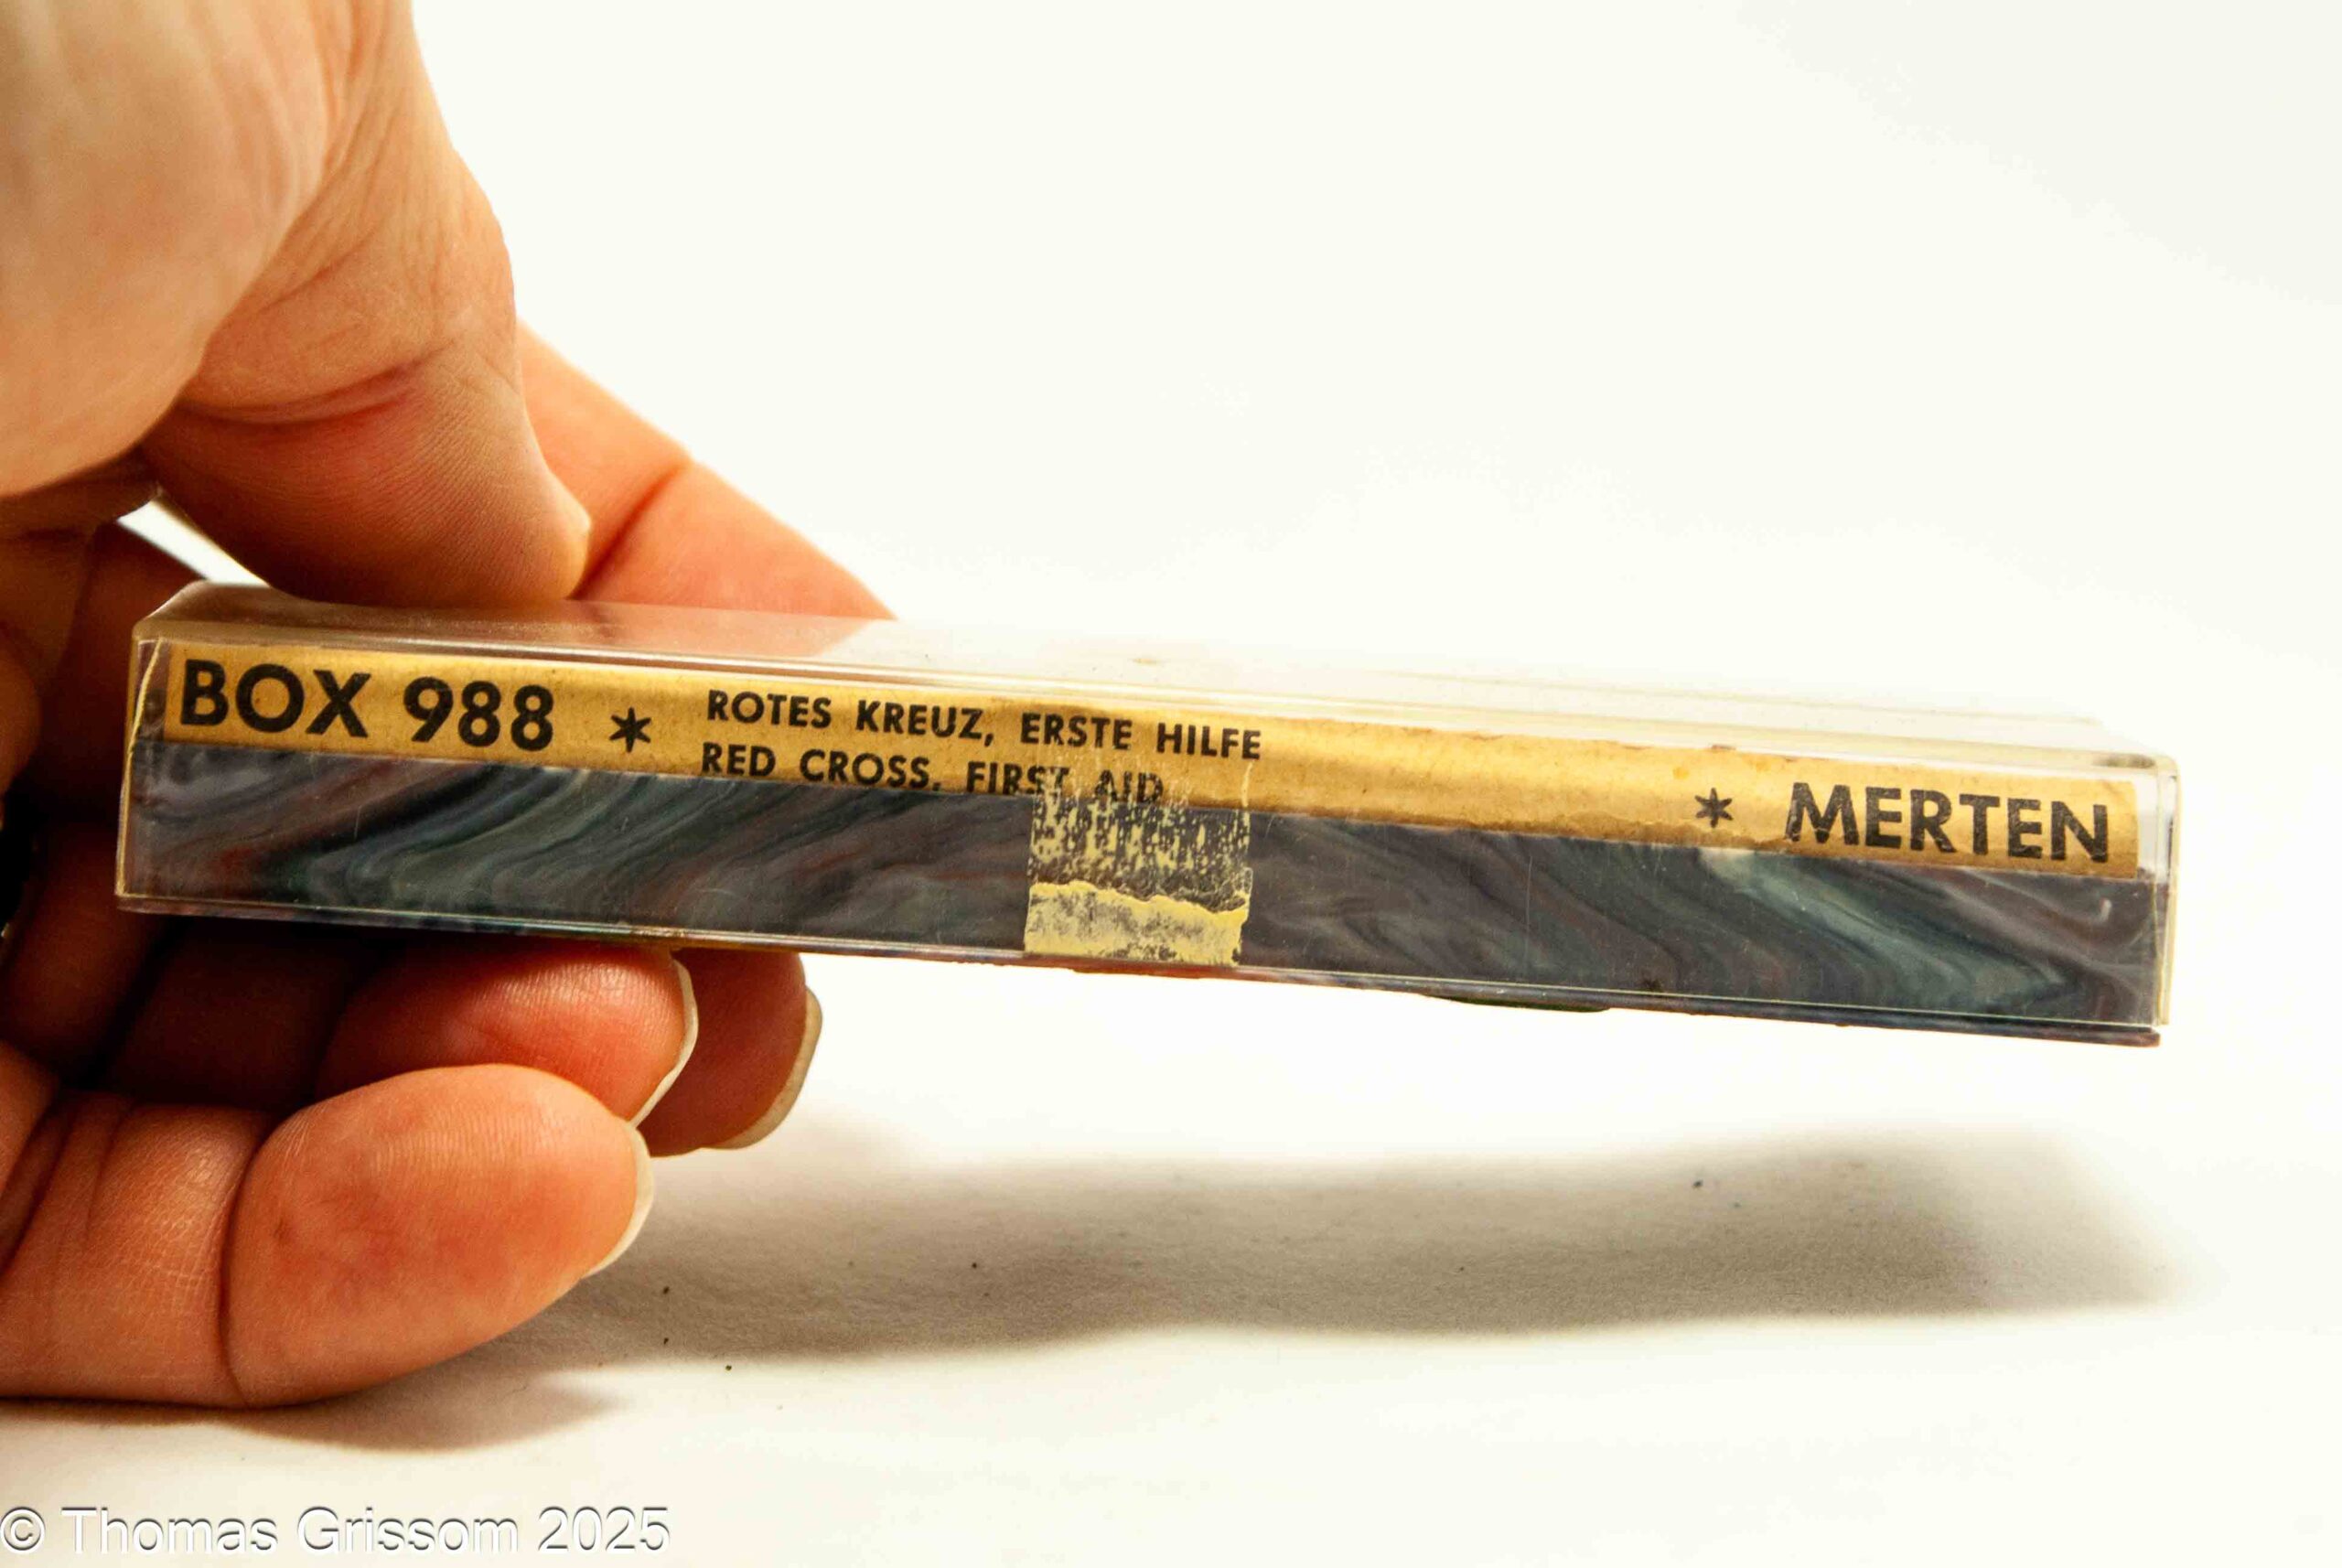 BOX 988 * ROTES KREUZ, ERSTE HILFE
RED CROSS, FIRST AID
* MERTEN
© Thomas Grissom 2025